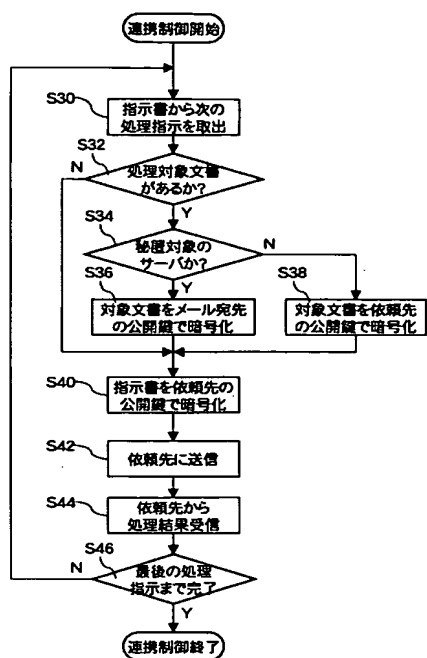 連携制御開始
S30
指示書から次の
処理指示を取出
S32
N
処理対象文書
があるか?
Y
S34
秘匿対象の
サーバか?
N
Y
S36
対象文書をメール宛先
の公開鍵で暗号化
S38
対象文書を依頼先
の公開鍵で暗号化
S40
指示書を依頼先の
公開鍵で暗号化
S42
依頼先に送信
S44
依頼先から
処理結果受信
S46
N
最後の処理
指示まで完了
Y
連携制御終了